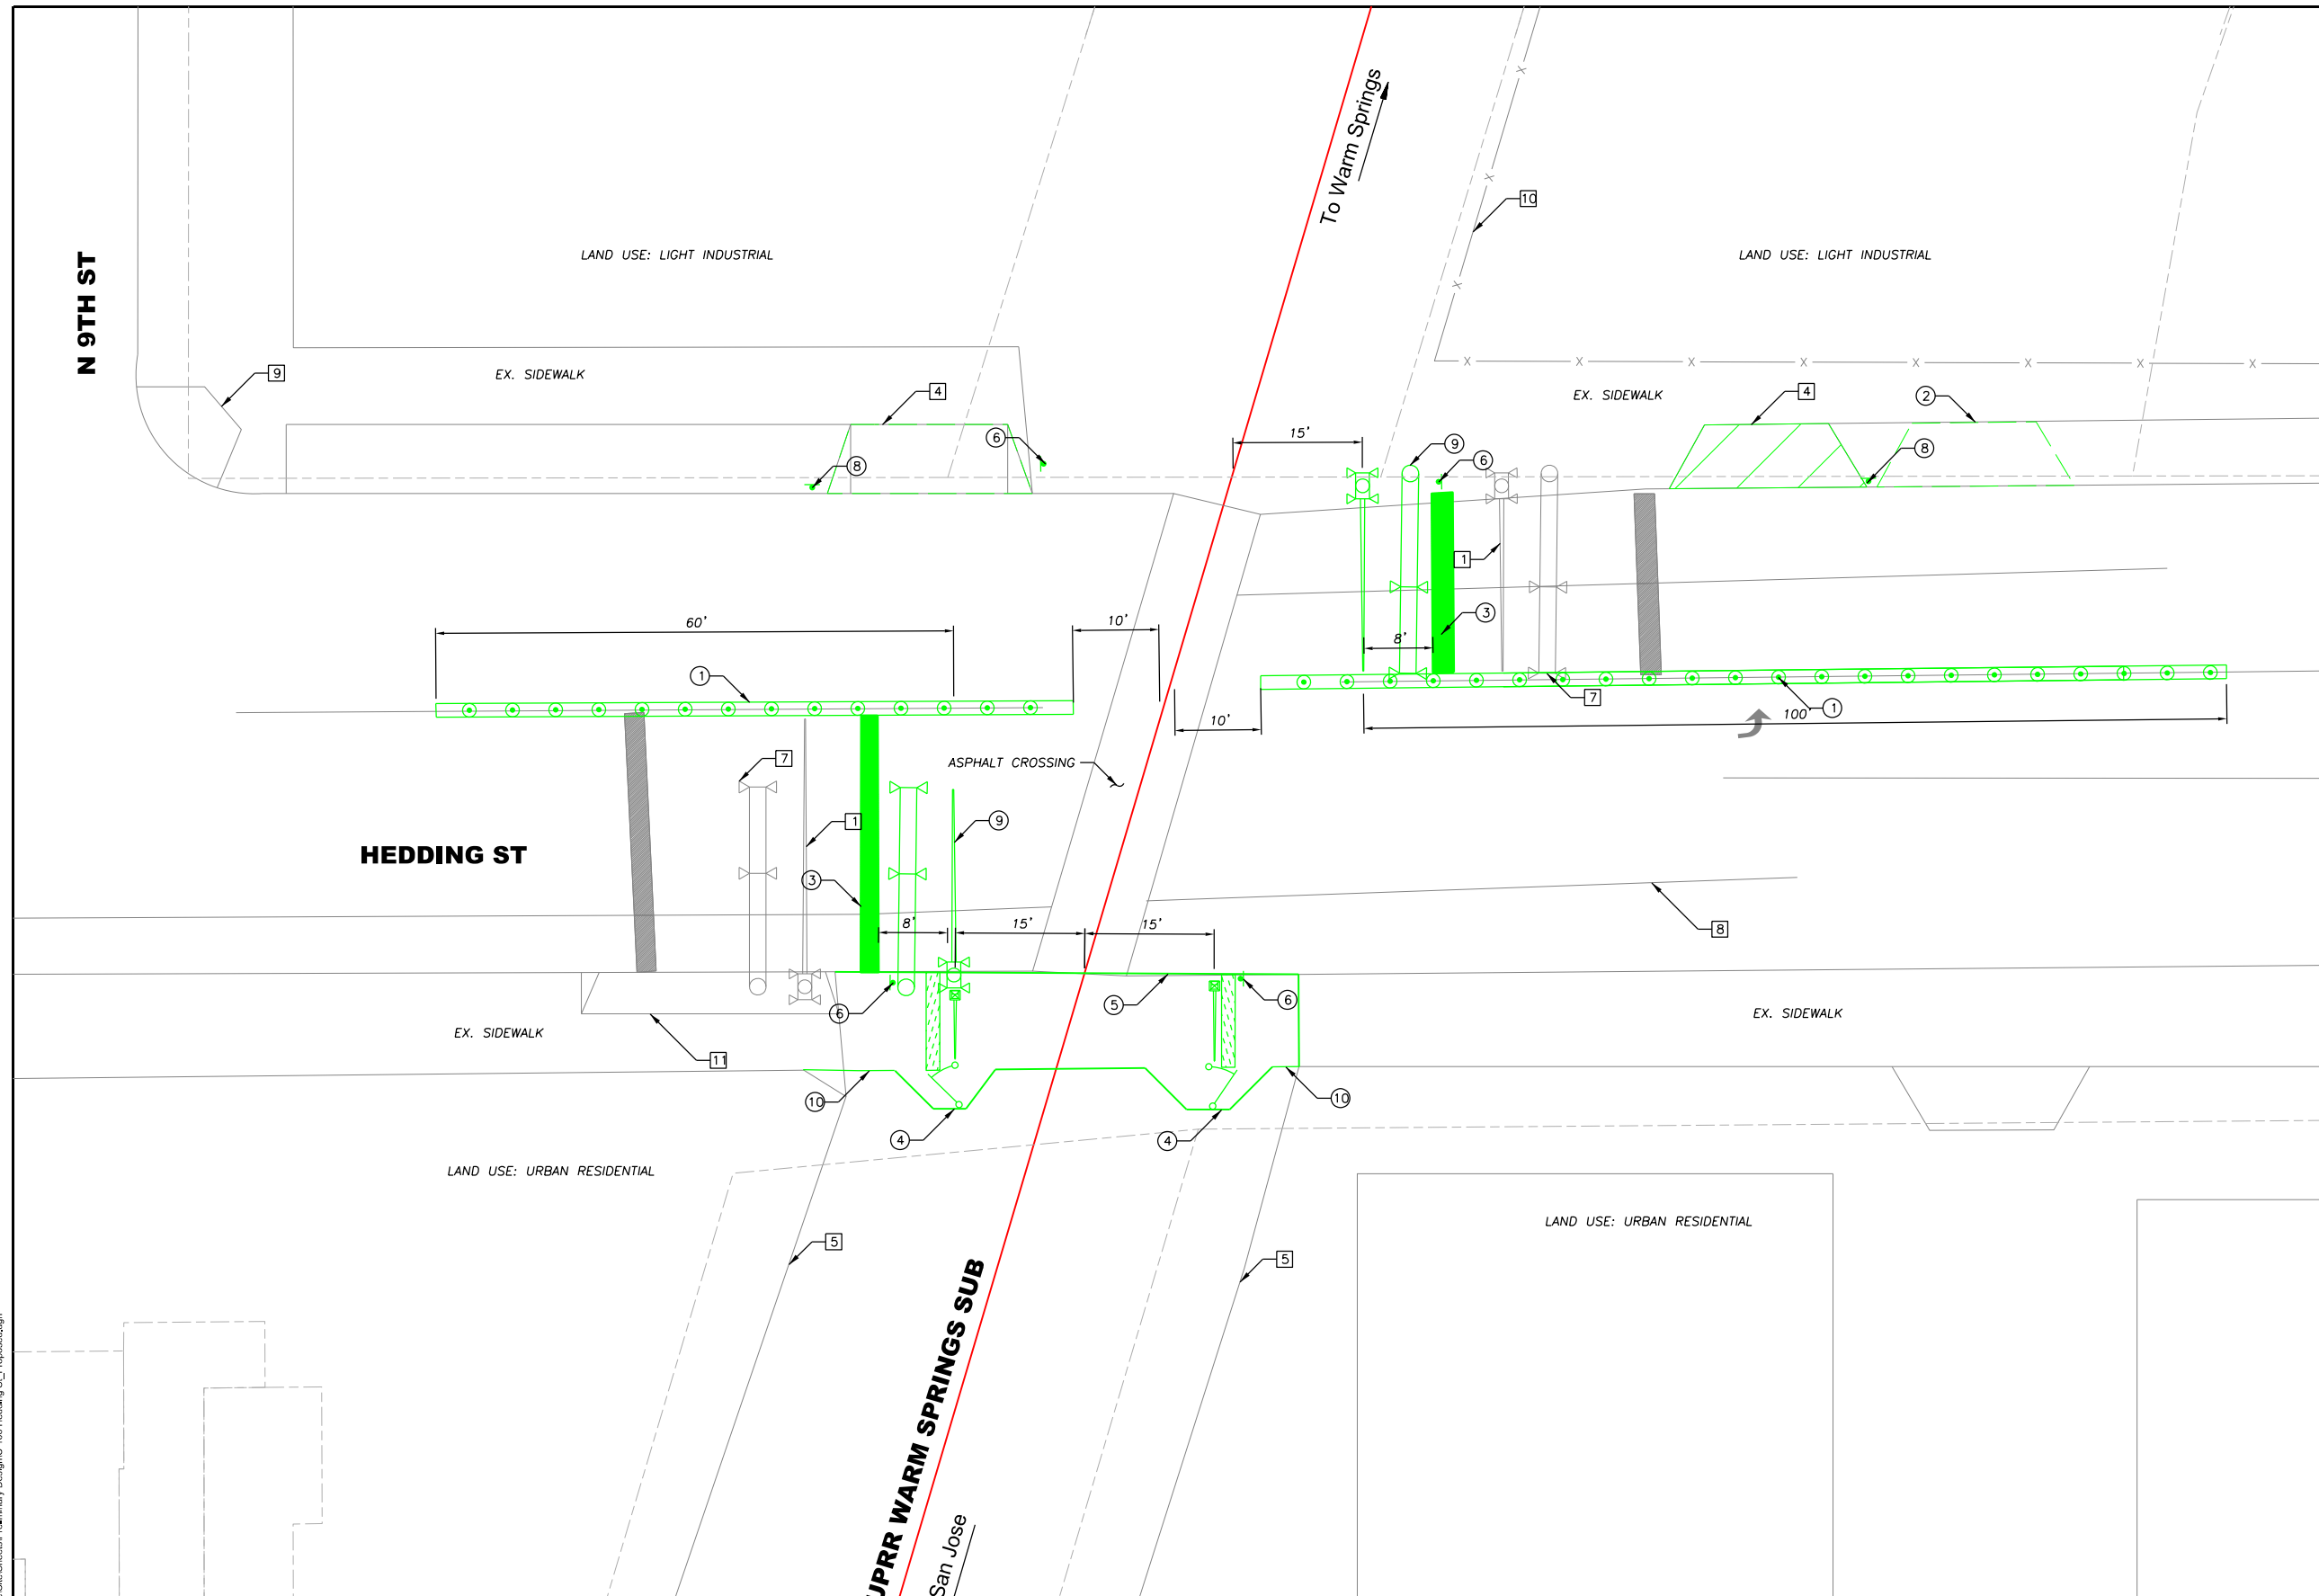 To Warm Springs
10
N 9TH ST
LAND USE: LIGHT INDUSTRIAL
LAND USE: LIGHT INDUSTRIAL
9
EX. SIDEWALK
4
EX. SIDEWALK
4
2
6
15'
9
6
8
8
1
3
60'
10'
8'
1
7
10'
1
100'
7
ASPHALT CROSSING
1
9
HEDDING ST
3
8'
15'
15'
8
6
5
6
EX. SIDEWALK
EX. SIDEWALK
11
10
10
4
4
LAND USE: URBAN RESIDENTIAL
LAND USE: URBAN RESIDENTIAL
5
5
UPRR WARM SPRINGS SUB
San Jose